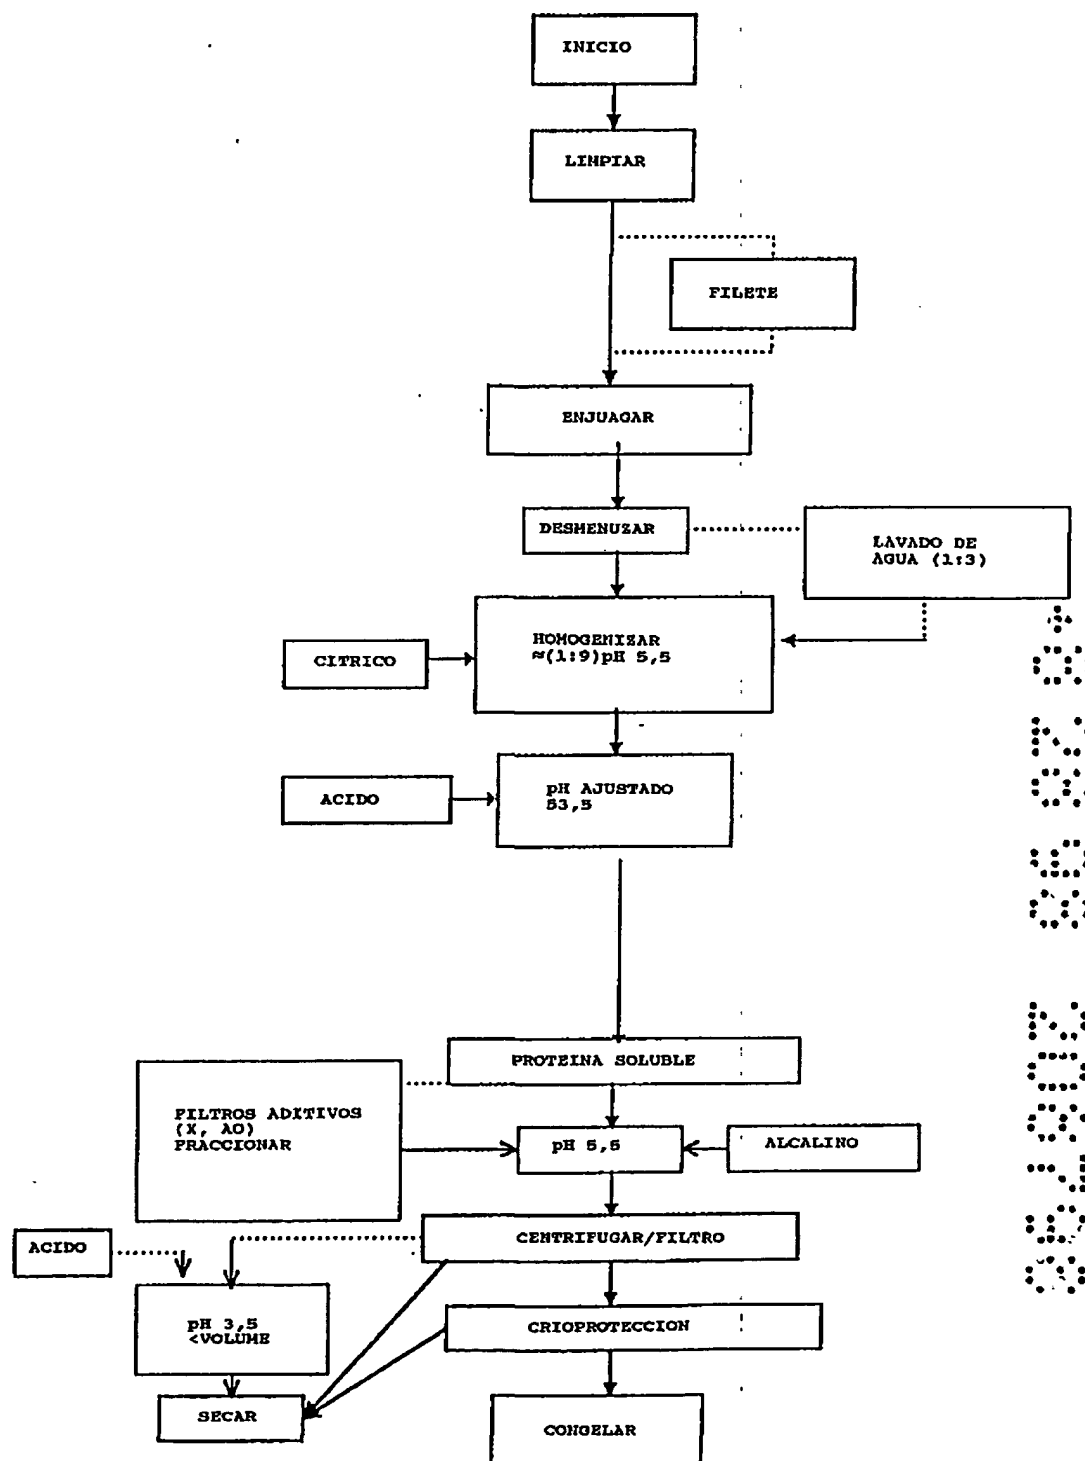 INICIO
LIMPIAR
FILETE
ENJUAGAR
DESMENUZAR
LAVADO DE
AGUA (1:3)
HOMOGENIZAR
≈(1:9)pH 5,5
CITRICO
pH AJUSTADO
53,5
ACIDO
PROTEINA SOLUBLE
FILTROS ADITIVOS
(X, AO)
FRACCIONAR
pH 5,5
ALCALINO
CENTRIFUGAR/FILTRO
ACIDO
pH 3,5
<VOLUME
CRIOPROTECCION
SECAR
CONGELAR